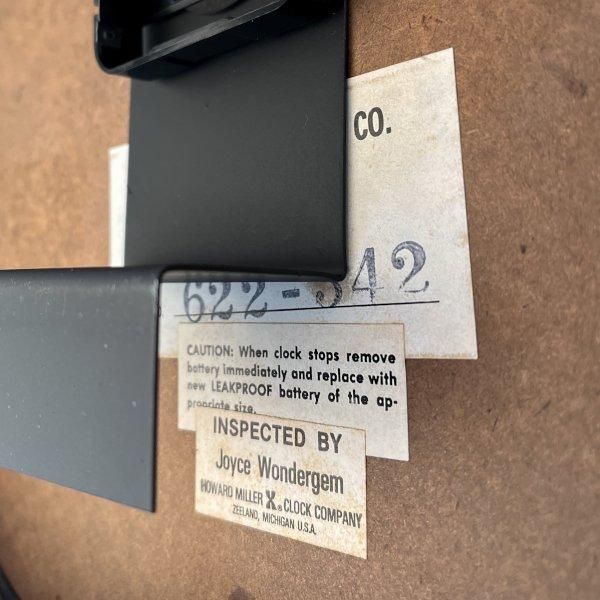 CO.
622-542
CAUTION: When clock stops remove
battery immediately and replace with
new LEAKPROOF battery of the ap-
propriate size.
INSPECTED BY
Joyce Wondergem
HOWARD MILLER ® CLOCK COMPANY
ZEELAND, MICHIGAN U.S.A.